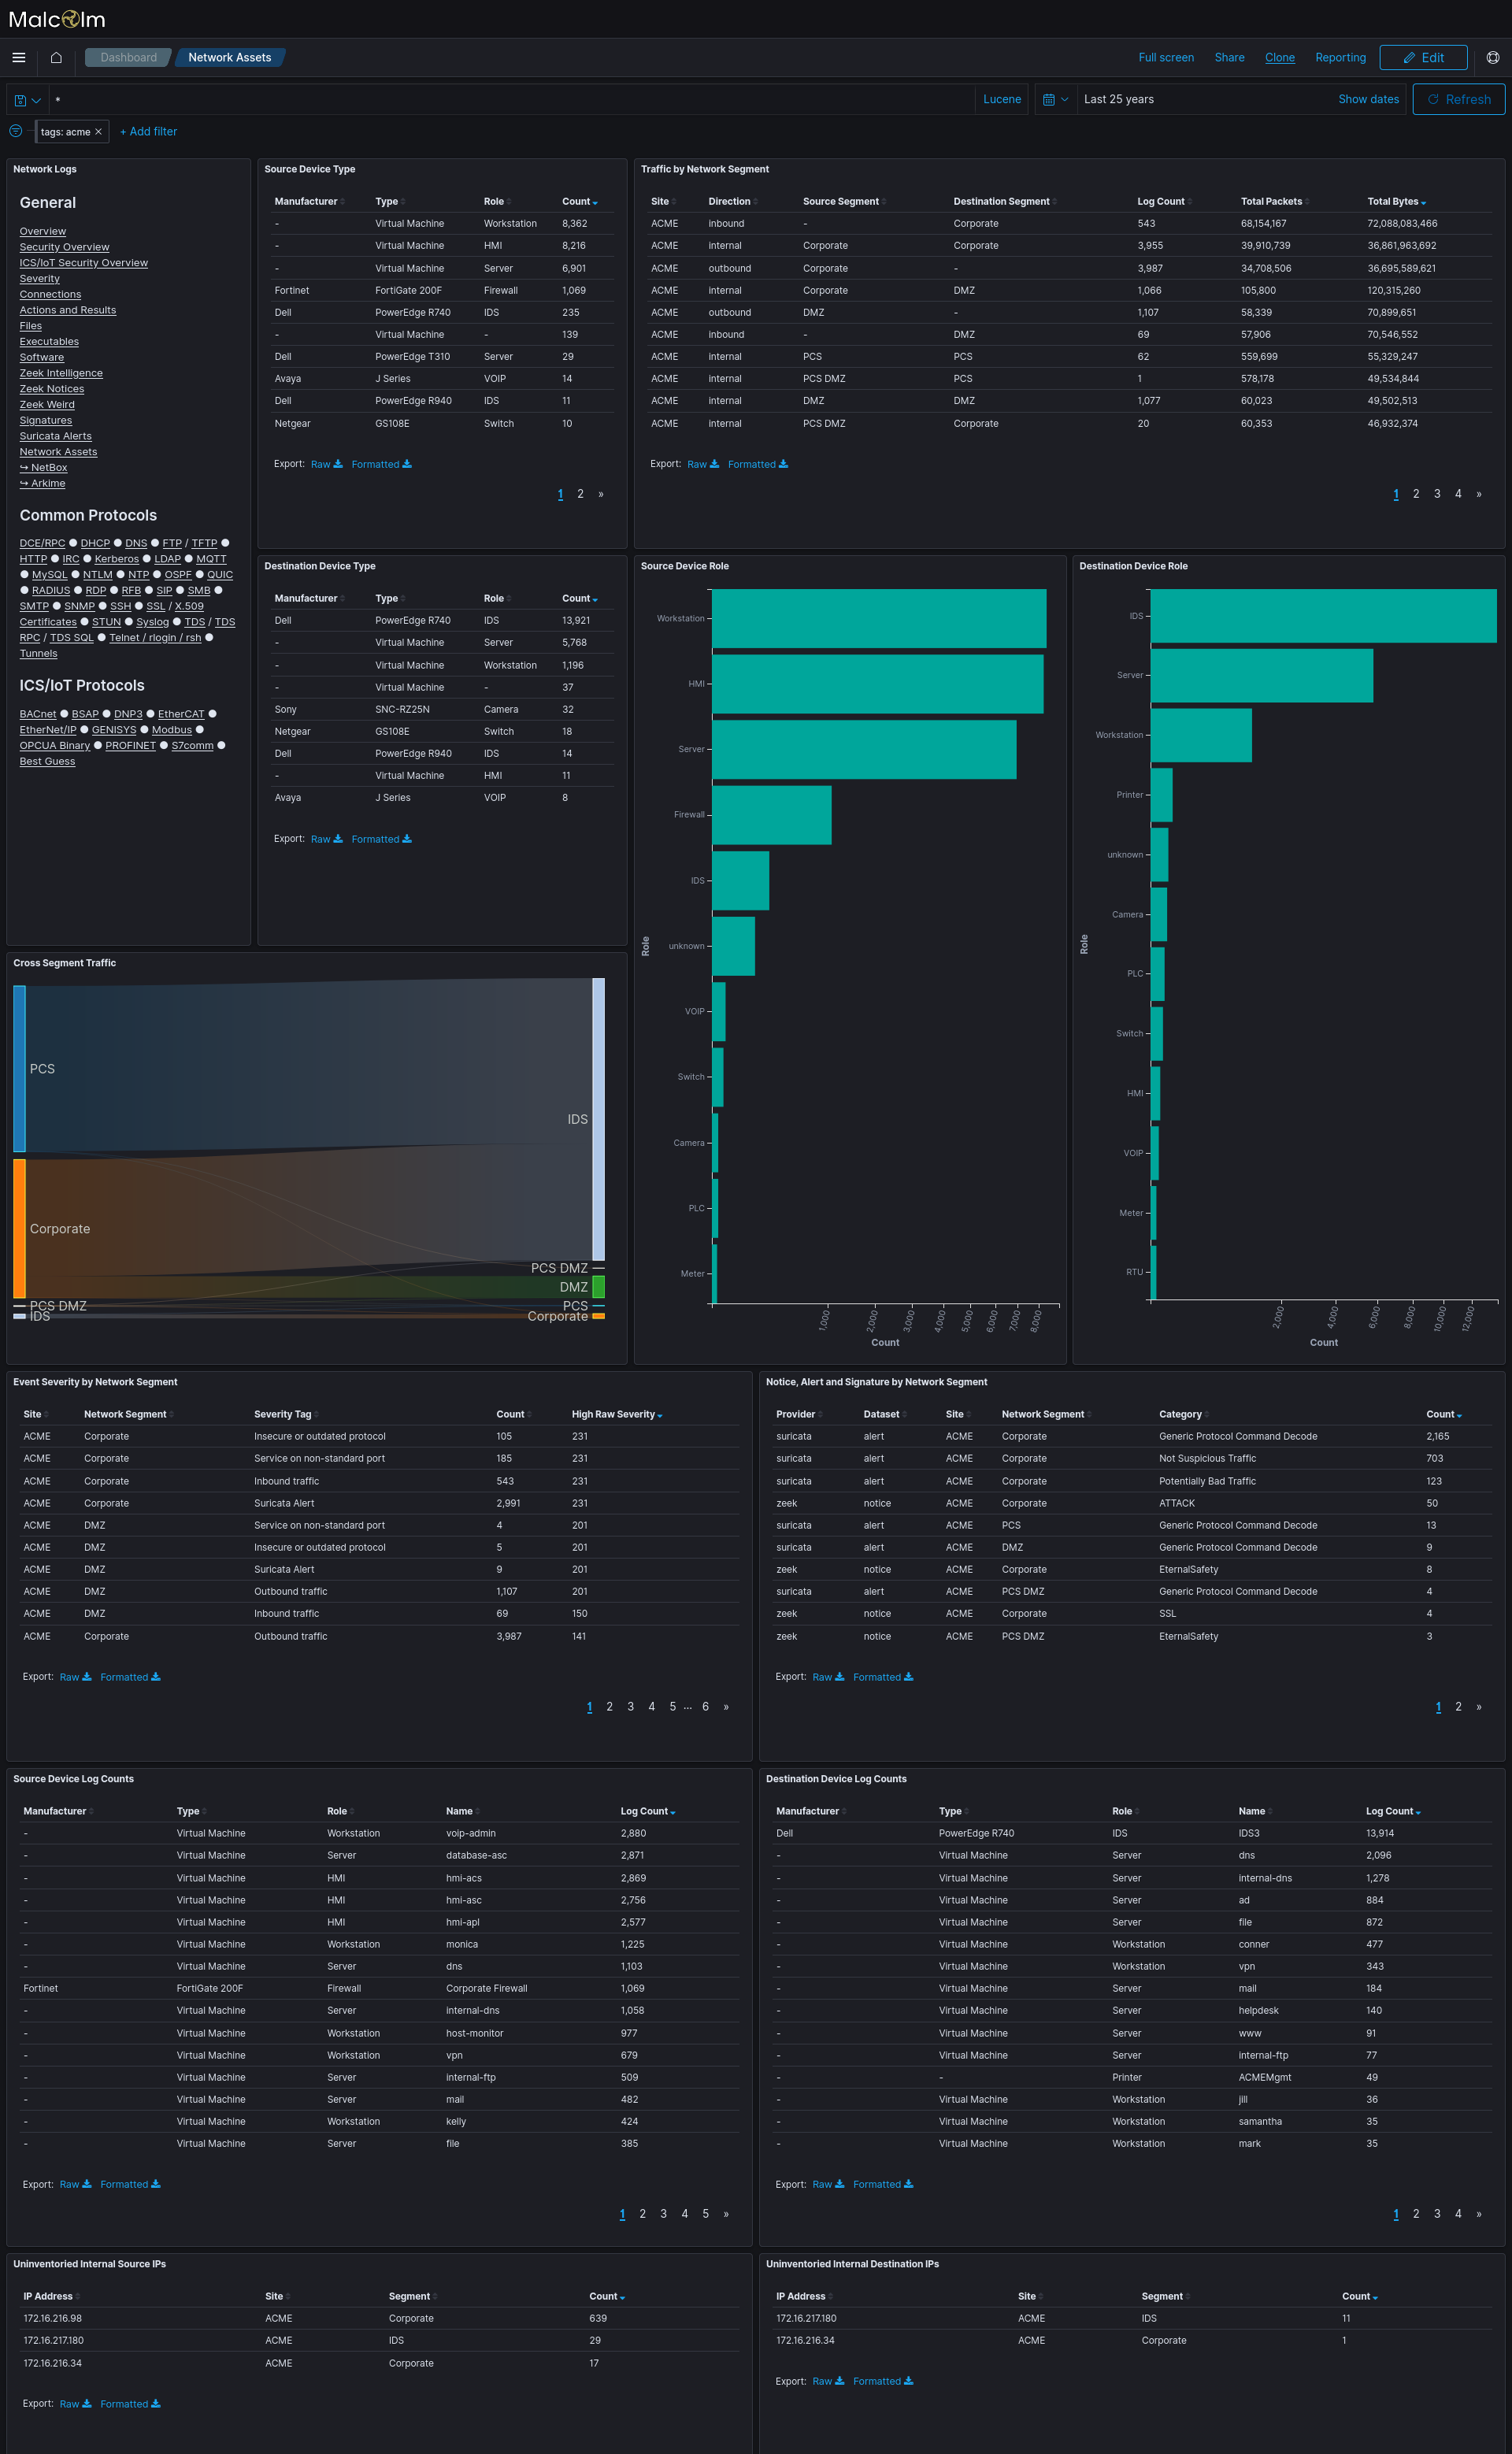 Malcolm
Dashboard Network Assets Full screen Share Clone Reporting Edit
* Lucene Last 25 years Show dates Refresh
tags: acme × + Add filter
Network Logs
General
Overview
Security Overview
ICS/IoT Security Overview
Severity
Connections
Actions and Results
Files
Executables
Software
Zeek Intelligence
Zeek Notices
Zeek Weird
Signatures
Suricata Alerts
Network Assets
↪ NetBox
↪ Arkime
Common Protocols
DCE/RPC ● DHCP ● DNS ● FTP / TFTP ●
HTTP ● IRC ● Kerberos ● LDAP ● MQTT
● MySQL ● NTLM ● NTP ● OSPF ● QUIC
● RADIUS ● RDP ● RFB ● SIP ● SMB ●
SMTP ● SNMP ● SSH ● SSL / X.509
Certificates ● STUN ● Syslog ● TDS / TDS
RPC / TDS SQL ● Telnet / rlogin / rsh ●
Tunnels
ICS/IoT Protocols
BACnet ● BSAP ● DNP3 ● EtherCAT ●
EtherNet/IP ● GENISYS ● Modbus ●
OPCUA Binary ● PROFINET ● S7comm ●
Best Guess
Source Device Type
Manufacturer Type Role Count
- Virtual Machine Workstation 8,362
- Virtual Machine HMI 8,216
- Virtual Machine Server 6,901
Fortinet FortiGate 200F Firewall 1,069
Dell PowerEdge R740 IDS 235
- Virtual Machine - 139
Dell PowerEdge T310 Server 29
Avaya J Series VOIP 14
Dell PowerEdge R940 IDS 11
Netgear GS108E Switch 10
Export: Raw Formatted
1 2 »
Traffic by Network Segment
Site Direction Source Segment Destination Segment Log Count Total Packets Total Bytes
ACME inbound - Corporate 543 68,154,167 72,088,083,466
ACME internal Corporate Corporate 3,955 39,910,739 36,861,963,692
ACME outbound Corporate - 3,987 34,708,506 36,695,589,621
ACME internal Corporate DMZ 1,066 105,800 120,315,260
ACME outbound DMZ - 1,107 58,339 70,899,651
ACME inbound - DMZ 69 57,906 70,546,552
ACME internal PCS PCS 62 559,699 55,329,247
ACME internal PCS DMZ PCS 1 578,178 49,534,844
ACME internal DMZ DMZ 1,077 60,023 49,502,513
ACME internal PCS DMZ Corporate 20 60,353 46,932,374
Export: Raw Formatted
1 2 3 4 »
Destination Device Type
Manufacturer Type Role Count
Dell PowerEdge R740 IDS 13,921
- Virtual Machine Server 5,768
- Virtual Machine Workstation 1,196
- Virtual Machine - 37
Sony SNC-RZ25N Camera 32
Netgear GS108E Switch 18
Dell PowerEdge R940 IDS 14
- Virtual Machine HMI 11
Avaya J Series VOIP 8
Export: Raw Formatted
Source Device Role
Workstation
HMI
Server
Firewall
IDS
unknown
VOIP
Switch
Camera
PLC
Meter
Role
1,000 2,000 3,000 4,000 5,000 6,000 7,000 8,000
Count
Destination Device Role
IDS
Server
Workstation
Printer
unknown
Camera
PLC
Switch
HMI
VOIP
Meter
RTU
Role
2,000 4,000 6,000 8,000 10,000 12,000
Count
Cross Segment Traffic
PCS
IDS
Corporate
PCS DMZ
DMZ
PCS DMZ PCS
IDS Corporate
Event Severity by Network Segment
Site Network Segment Severity Tag Count High Raw Severity
ACME Corporate Insecure or outdated protocol 105 231
ACME Corporate Service on non-standard port 185 231
ACME Corporate Inbound traffic 543 231
ACME Corporate Suricata Alert 2,991 231
ACME DMZ Service on non-standard port 4 201
ACME DMZ Insecure or outdated protocol 5 201
ACME DMZ Suricata Alert 9 201
ACME DMZ Outbound traffic 1,107 201
ACME DMZ Inbound traffic 69 150
ACME Corporate Outbound traffic 3,987 141
Export: Raw Formatted
1 2 3 4 5 ... 6 »
Notice, Alert and Signature by Network Segment
Provider Dataset Site Network Segment Category Count
suricata alert ACME Corporate Generic Protocol Command Decode 2,165
suricata alert ACME Corporate Not Suspicious Traffic 703
suricata alert ACME Corporate Potentially Bad Traffic 123
zeek notice ACME Corporate ATTACK 50
suricata alert ACME PCS Generic Protocol Command Decode 13
suricata alert ACME DMZ Generic Protocol Command Decode 9
zeek notice ACME Corporate EternalSafety 8
suricata alert ACME PCS DMZ Generic Protocol Command Decode 4
zeek notice ACME Corporate SSL 4
zeek notice ACME PCS DMZ EternalSafety 3
Export: Raw Formatted
1 2 »
Source Device Log Counts
Manufacturer Type Role Name Log Count
- Virtual Machine Workstation voip-admin 2,880
- Virtual Machine Server database-asc 2,871
- Virtual Machine HMI hmi-acs 2,869
- Virtual Machine HMI hmi-asc 2,756
- Virtual Machine HMI hmi-apl 2,577
- Virtual Machine Workstation monica 1,225
- Virtual Machine Server dns 1,103
Fortinet FortiGate 200F Firewall Corporate Firewall 1,069
- Virtual Machine Server internal-dns 1,058
- Virtual Machine Workstation host-monitor 977
- Virtual Machine Workstation vpn 679
- Virtual Machine Server internal-ftp 509
- Virtual Machine Server mail 482
- Virtual Machine Workstation kelly 424
- Virtual Machine Server file 385
Export: Raw Formatted
1 2 3 4 5 »
Destination Device Log Counts
Manufacturer Type Role Name Log Count
Dell PowerEdge R740 IDS IDS3 13,914
- Virtual Machine Server dns 2,096
- Virtual Machine Server internal-dns 1,278
- Virtual Machine Server ad 884
- Virtual Machine Server file 872
- Virtual Machine Workstation conner 477
- Virtual Machine Workstation vpn 343
- Virtual Machine Server mail 184
- Virtual Machine Server helpdesk 140
- Virtual Machine Server www 91
- Virtual Machine Server internal-ftp 77
- - Printer ACMEMgmt 49
- Virtual Machine Workstation jill 36
- Virtual Machine Workstation samantha 35
- Virtual Machine Workstation mark 35
Export: Raw Formatted
1 2 3 4 »
Uninventoried Internal Source IPs
IP Address Site Segment Count
172.16.216.98 ACME Corporate 639
172.16.217.180 ACME IDS 29
172.16.216.34 ACME Corporate 17
Export: Raw Formatted
Uninventoried Internal Destination IPs
IP Address Site Segment Count
172.16.217.180 ACME IDS 11
172.16.216.34 ACME Corporate 1
Export: Raw Formatted